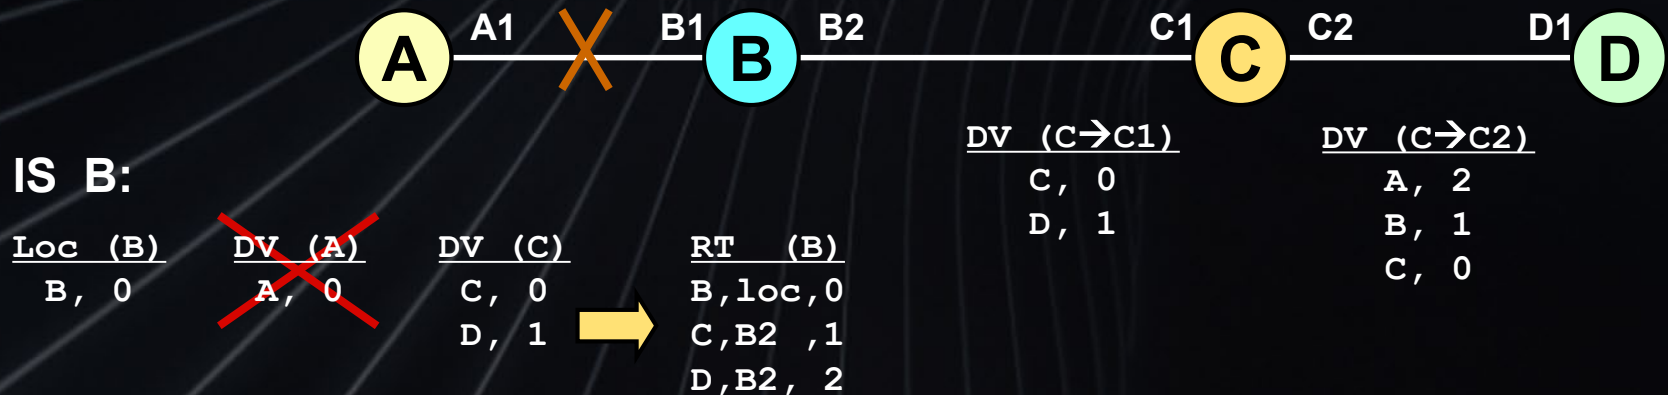 A A1 B1 B B2 C1 C C2 D1 D
DV (C→C1)
C, 0
D, 1
DV (C→C2)
A, 2
B, 1
C, 0
IS B:
Loc (B)
B, 0
DV (A)
A, 0
DV (C)
C, 0
D, 1
RT (B)
B,loc,0
C,B2 ,1
D,B2, 2